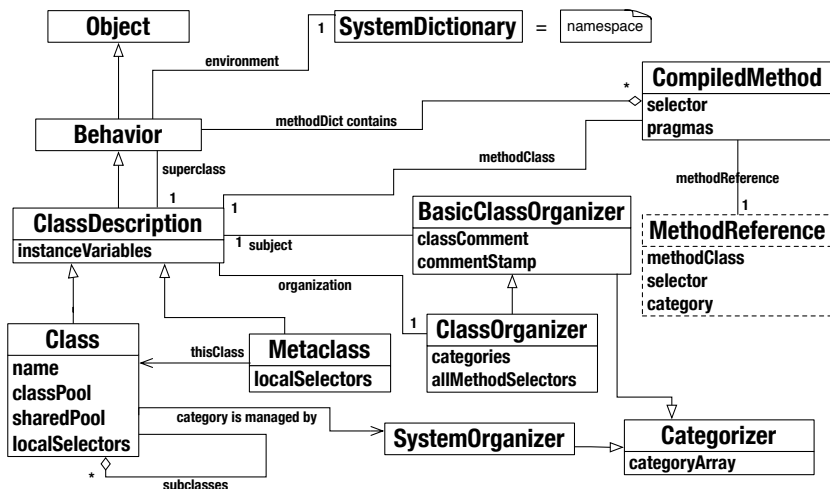 Object
1
SystemDictionary
=
namespace
environment
CompiledMethod
selector
pragmas
*
methodDict contains
Behavior
superclass
1
methodClass
1
methodReference
1
ClassDescription
instanceVariables
1 subject
BasicClassOrganizer
classComment
commentStamp
MethodReference
methodClass
selector
category
organization
1
ClassOrganizer
categories
allMethodSelectors
Class
name
classPool
sharedPool
localSelectors
thisClass
Metaclass
localSelectors
category is managed by
SystemOrganizer
Categorizer
categoryArray
*
subclasses